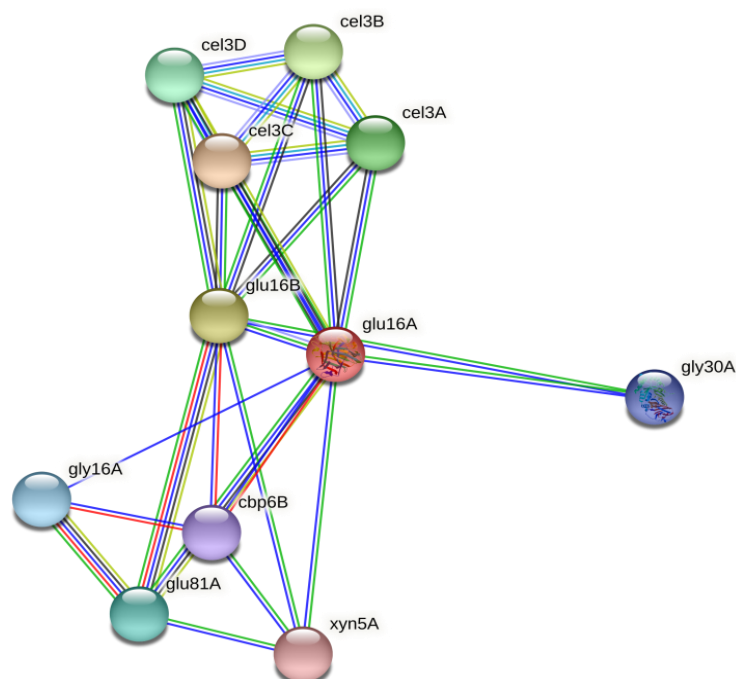 cel3B
cel3D
cel3A
cel3C
glu16B
glu16A
gly30A
gly16A
cbp6B
glu81A
xyn5A